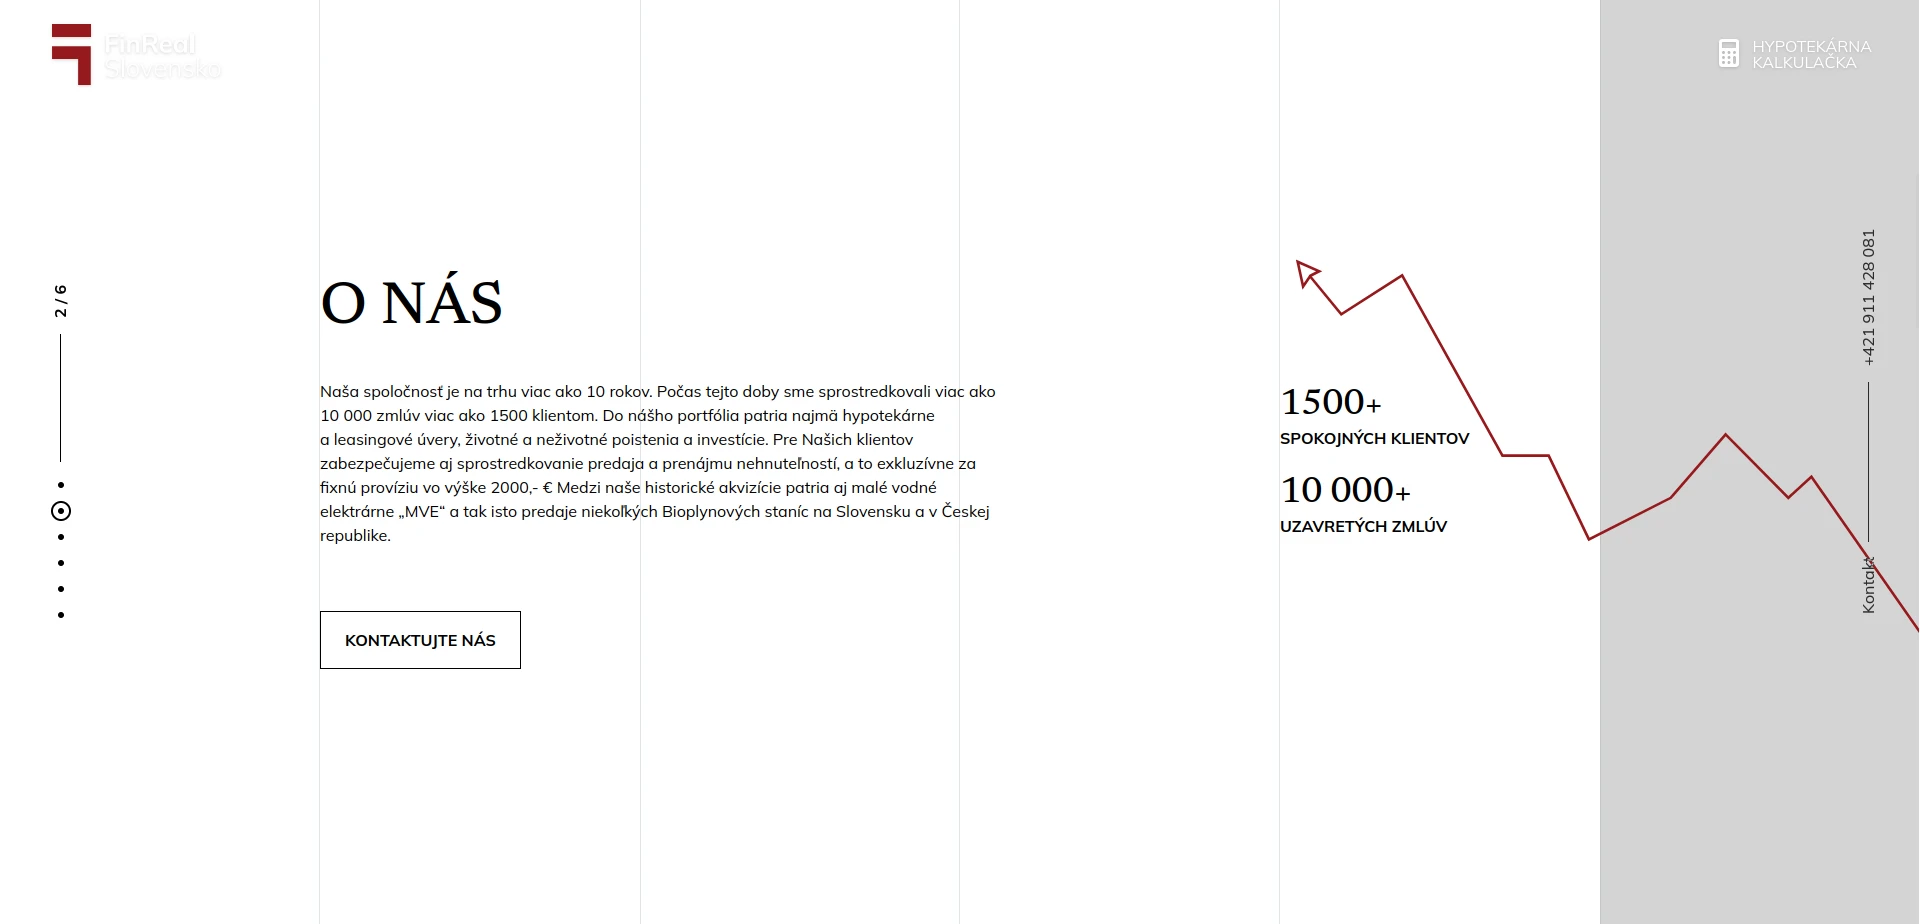 FinReal
Slovensko
HYPOTEKÁRNA
KALKULAČKA
2 / 6
O NÁS
Naša spoločnosť je na trhu viac ako 10 rokov. Počas tejto doby sme sprostredkovali viac ako
10 000 zmlúv viac ako 1500 klientom. Do nášho portfólia patria najmä hypotekárne
a leasingové úvery, životné a neživotné poistenia a investície. Pre Našich klientov
zabezpečujeme aj sprostredkovanie predaja a prenájmu nehnuteľností, a to exkluzívne za
fixnú províziu vo výške 2000,- € Medzi naše historické akvizície patria aj malé vodné
elektrárne „MVE“ a tak isto predaje niekoľkých Bioplynových staníc na Slovensku a v Českej
republike.
KONTAKTUJTE NÁS
1500+
SPOKOJNÝCH KLIENTOV
10 000+
UZAVRETÝCH ZMLÚV
+421 911 428 081
Kontakt